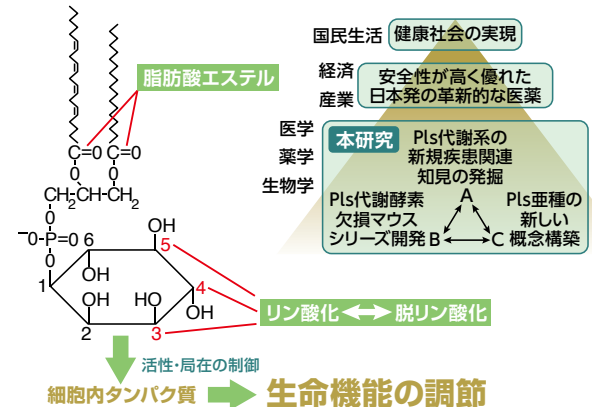 脂肪酸エステル
C=O C=O
O O
CH2CH-CH2
O
⁻O-P=O
O
OH
6
5
OH
1
4
OH
HO
OH
2
3
リン酸化⟷脱リン酸化
活性・局在の制御
細胞内タンパク質
生命機能の調節
国民生活
健康社会の実現
経済
産業
安全性が高く優れた
日本発の革新的な医薬
医学
薬学
生物学
本研究
Pls代謝系の
新規疾患関連
知見の発掘
A
Pls代謝酵素
欠損マウス
シリーズ開発
B
C
Pls亜種の
新しい
概念構築